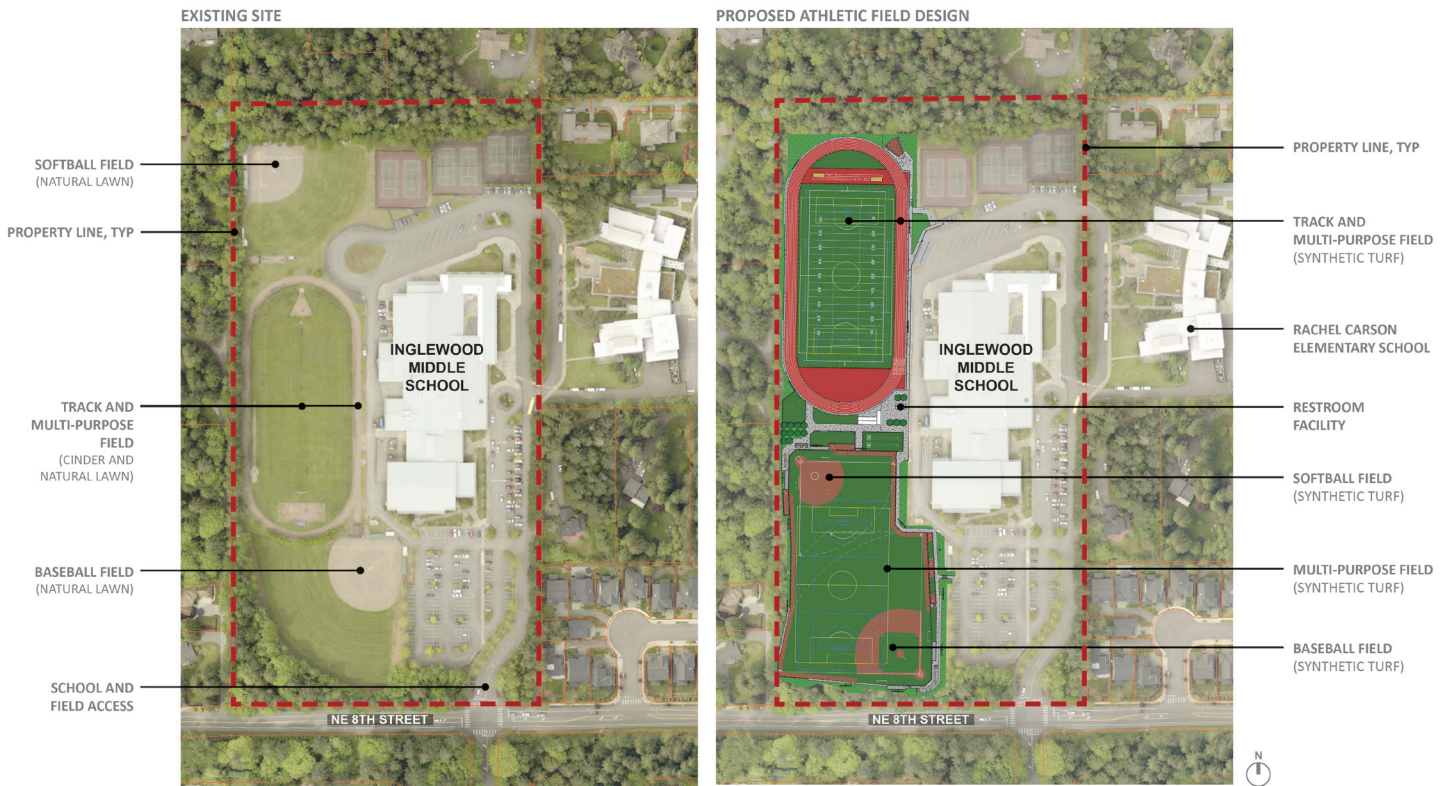 EXISTING SITE
SOFTBALL FIELD
(NATURAL LAWN)
PROPERTY LINE, TYP
TRACK AND
MULTI-PURPOSE
FIELD
(CINDER AND
NATURAL LAWN)
BASEBALL FIELD
(NATURAL LAWN)
SCHOOL AND
FIELD ACCESS
INGLEWOOD
MIDDLE
SCHOOL
NE 8TH STREET
PROPOSED ATHLETIC FIELD DESIGN
INGLEWOOD
MIDDLE
SCHOOL
NE 8TH STREET
PROPERTY LINE, TYP
TRACK AND
MULTI-PURPOSE FIELD
(SYNTHETIC TURF)
RACHEL CARSON
ELEMENTARY SCHOOL
RESTROOM
FACILITY
SOFTBALL FIELD
(SYNTHETIC TURF)
MULTI-PURPOSE FIELD
(SYNTHETIC TURF)
BASEBALL FIELD
(SYNTHETIC TURF)
N